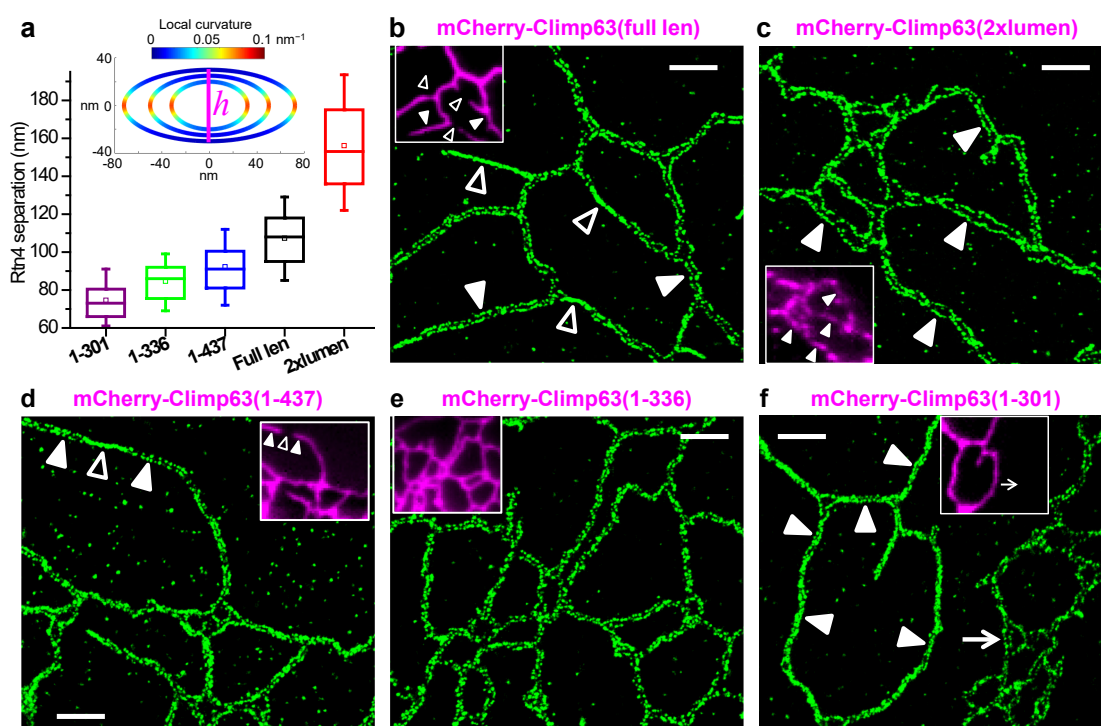 a
Local curvature
0 0.05 0.1 nm⁻¹
40
nm 0
-40
-80 -40 0 40 80
nm
h
Rtn4 separation (nm)
180
160
140
120
100
80
60
1-301 1-336 1-437 Full len 2xlumen
b mCherry-Climp63(full len)
c mCherry-Climp63(2xlumen)
d mCherry-Climp63(1-437)
e mCherry-Climp63(1-336)
f mCherry-Climp63(1-301)